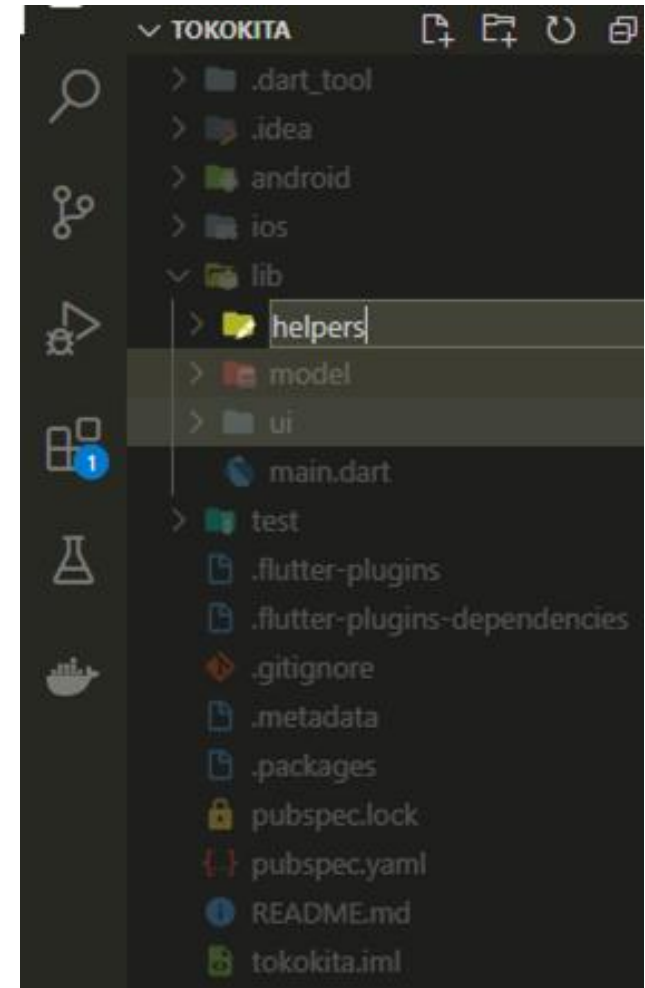 TOKOKITA
.dart_tool
.idea
android
ios
lib
helpers
model
ui
1
main.dart
test
.flutter-plugins
.flutter-plugins-dependencies
.gitignore
.metadata
.packages
pubspec.lock
pubspec.yaml
README.md
tokokita.iml